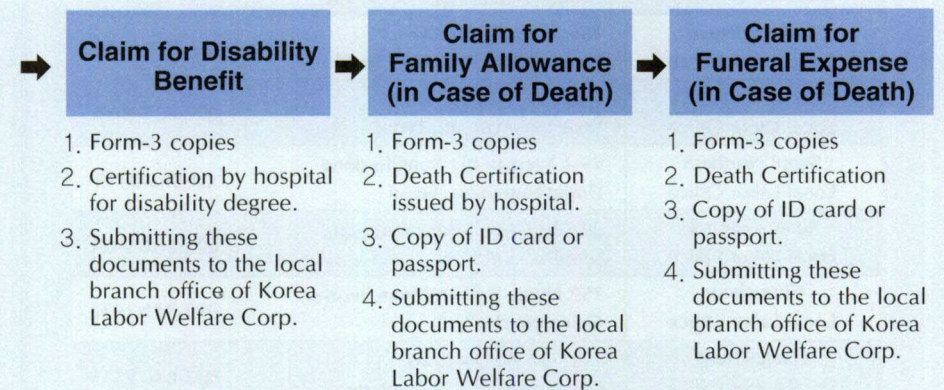 Claim for Disability
Benefit
1. Form-3 copies
2. Certification by hospital
for disability degree.
3. Submitting these
documents to the local
branch office of Korea
Labor Welfare Corp.
Claim for
Family Allowance
(in Case of Death)
1. Form-3 copies
2. Death Certification
issued by hospital.
3. Copy of ID card or
passport.
4. Submitting these
documents to the local
branch office of Korea
Labor Welfare Corp.
Claim for
Funeral Expense
(in Case of Death)
1. Form-3 copies
2. Death Certification
3. Copy of ID card or
passport.
4. Submitting these
documents to the local
branch office of Korea
Labor Welfare Corp.